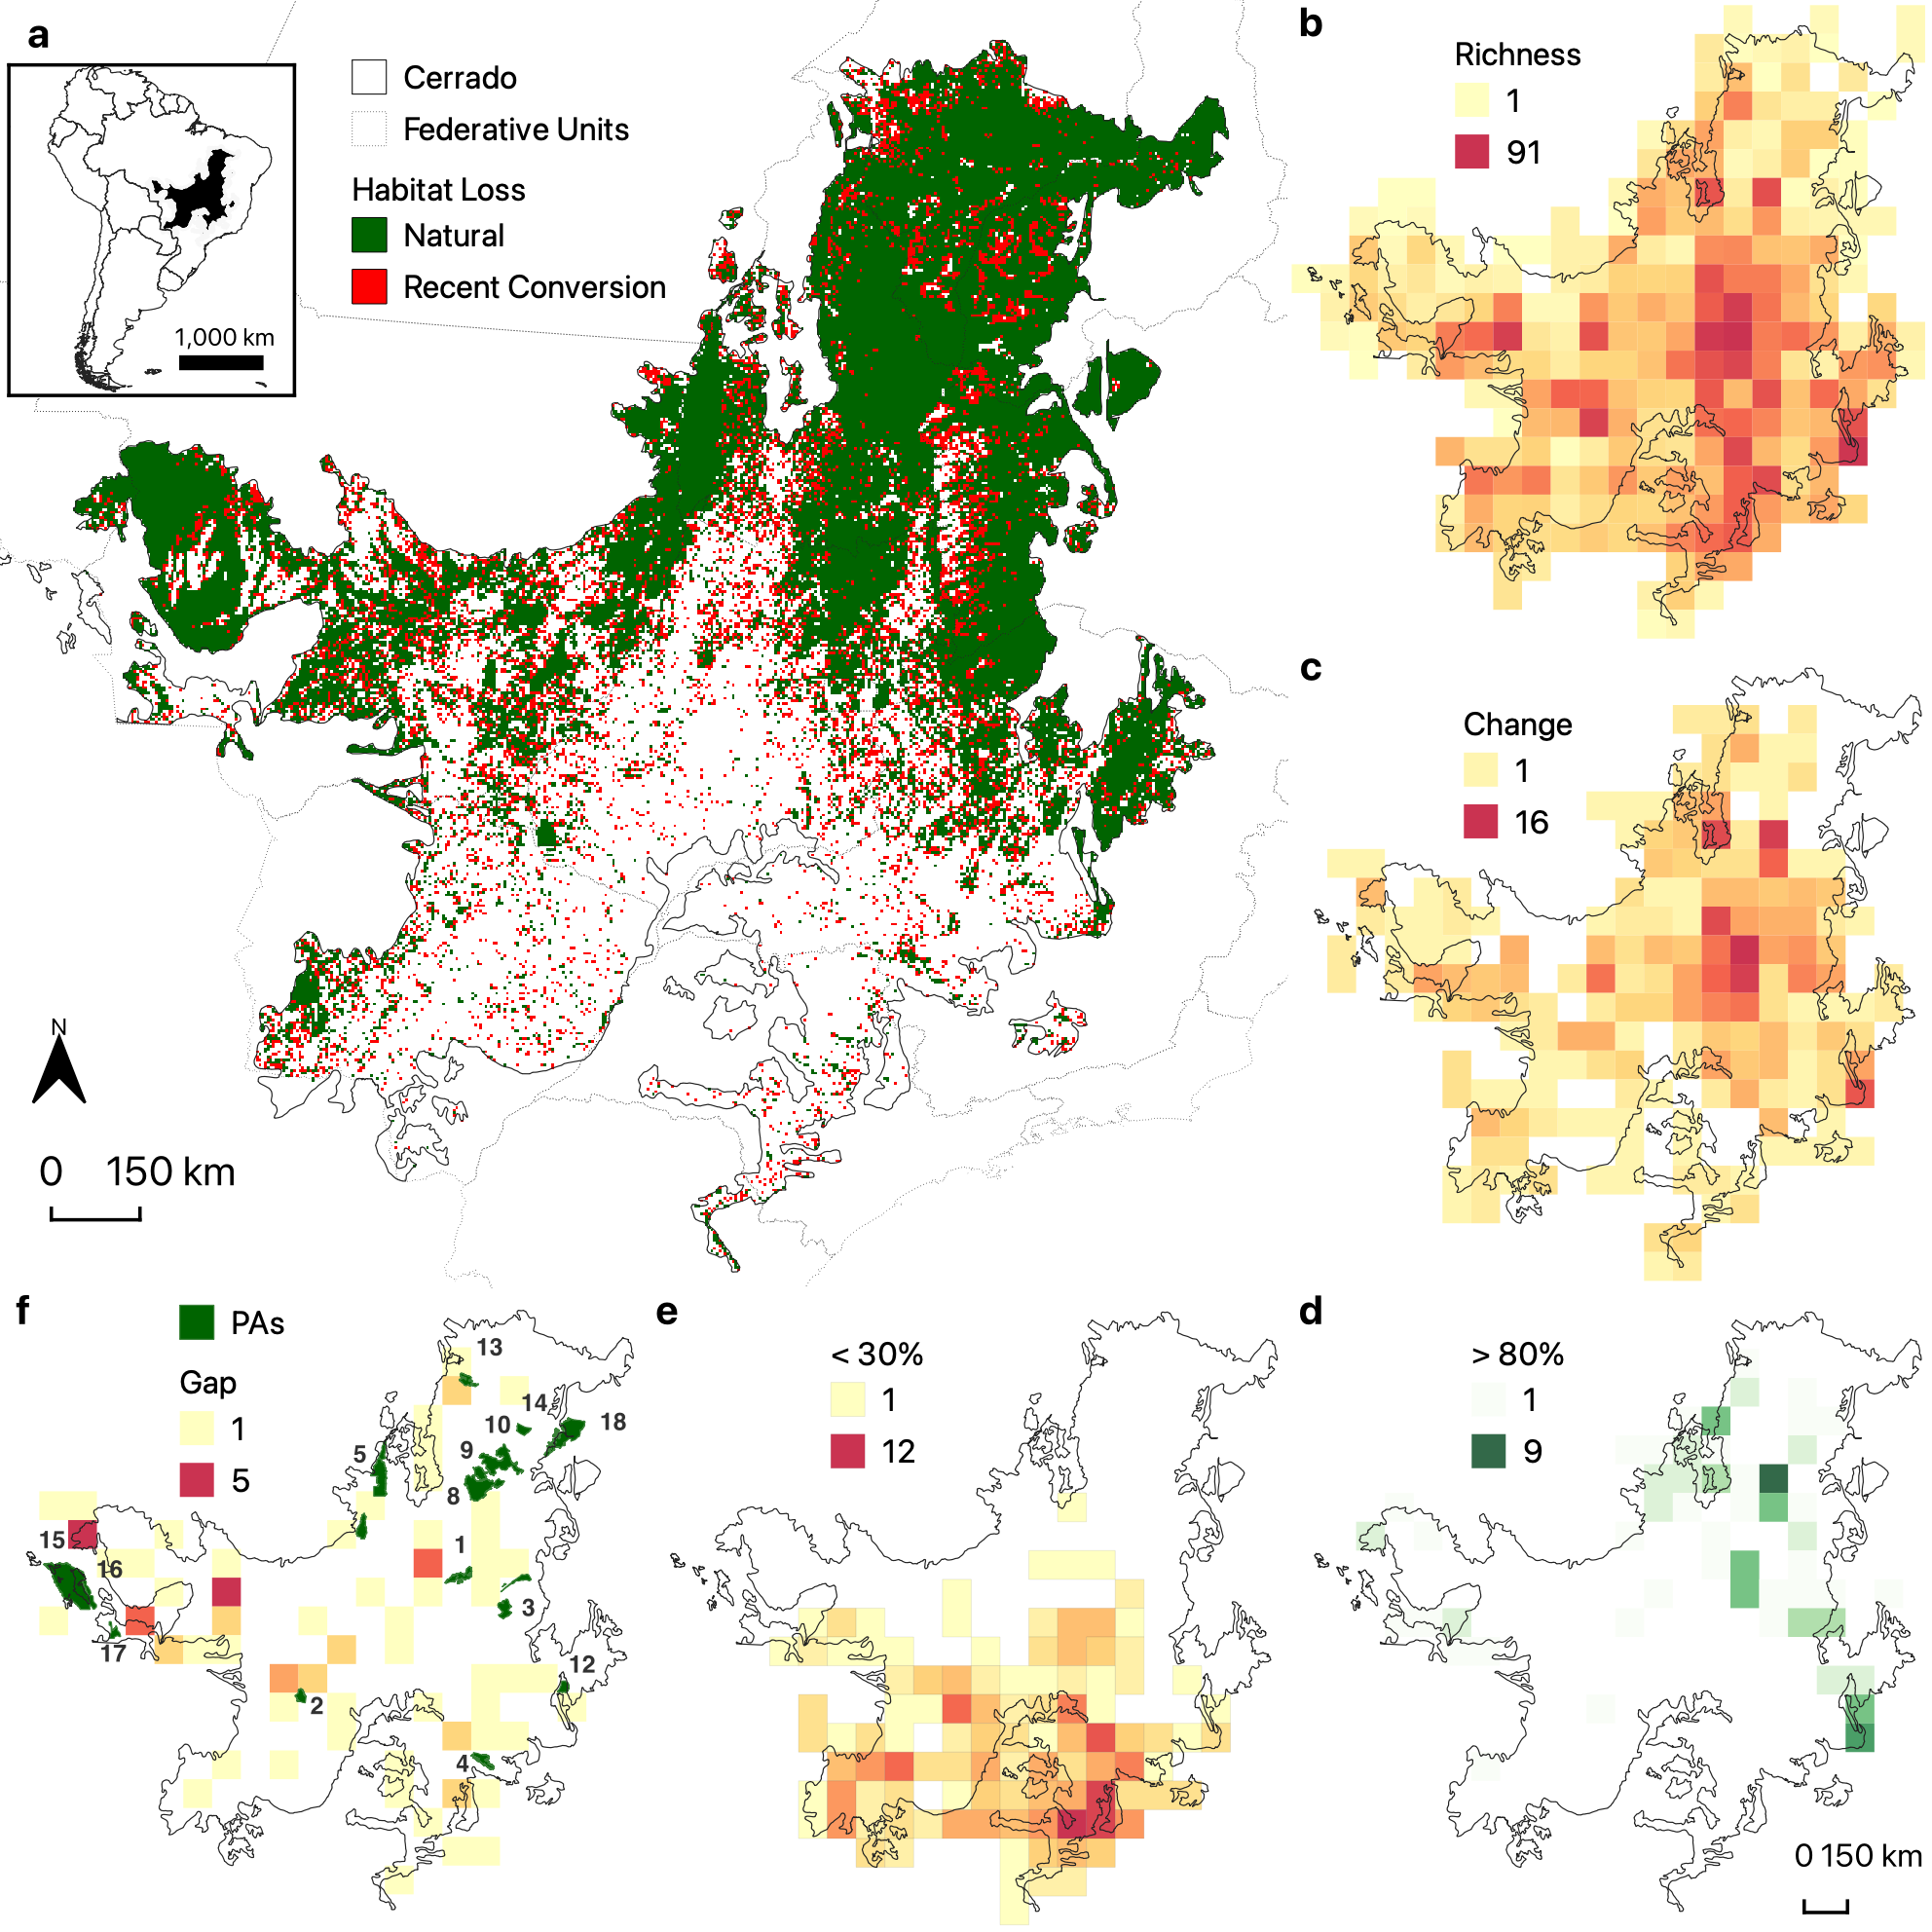 a
Cerrado
Federative Units
Habitat Loss
Natural
Recent Conversion
1,000 km
N
0 150 km
b
Richness
1
91
c
Change
1
16
f
PAs
Gap
1
5
13
14
10
18
5
9
8
15
1
16
3
17
12
2
4
e
< 30%
1
12
d
> 80%
1
9
0 150 km